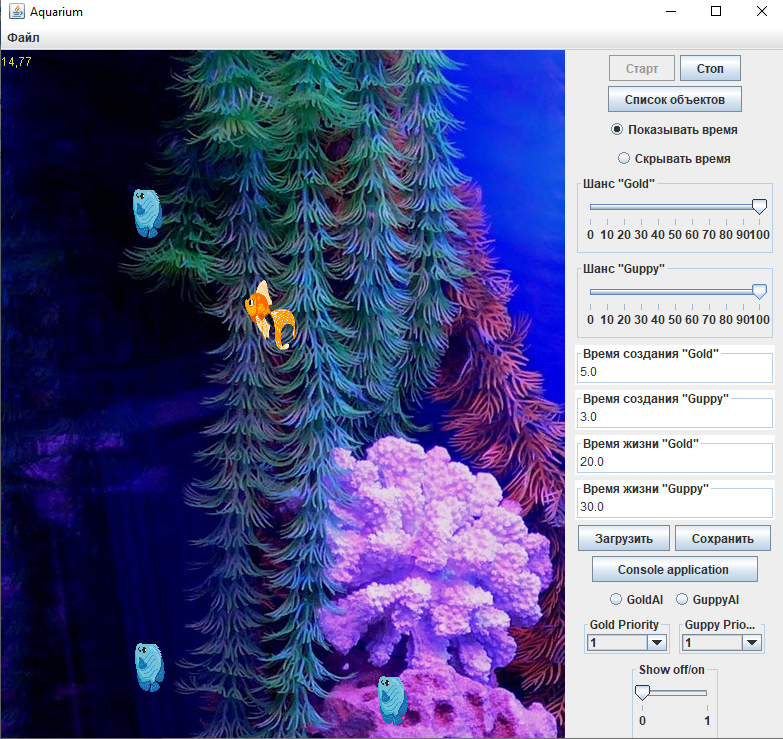 Aquarium
Файл
14,77
Старт Стоп
Список объектов
Показывать время
Скрывать время
Шанс "Gold"
0 10 20 30 40 50 60 70 80 90100
Шанс "Guppy"
0 10 20 30 40 50 60 70 80 90100
Время создания "Gold"
5.0
Время создания "Guppy"
3.0
Время жизни "Gold"
20.0
Время жизни "Guppy"
30.0
Загрузить Сохранить
Console application
GoldAI GuppyAI
Gold Priority Guppy Prio...
1 1
Show off/on
0 1